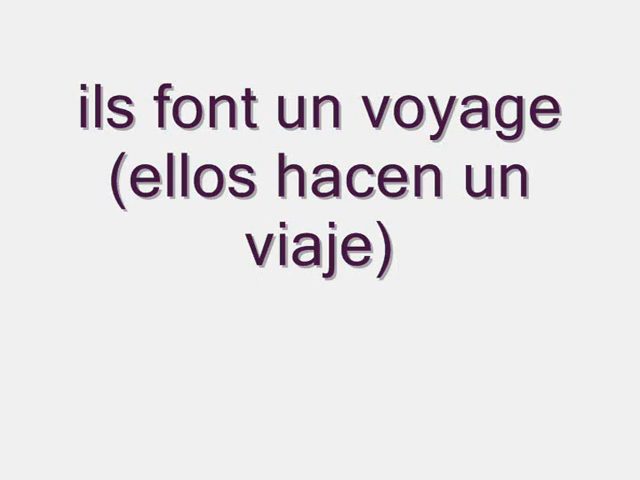 ils font un voyage
(ellos hacen un
viaje)